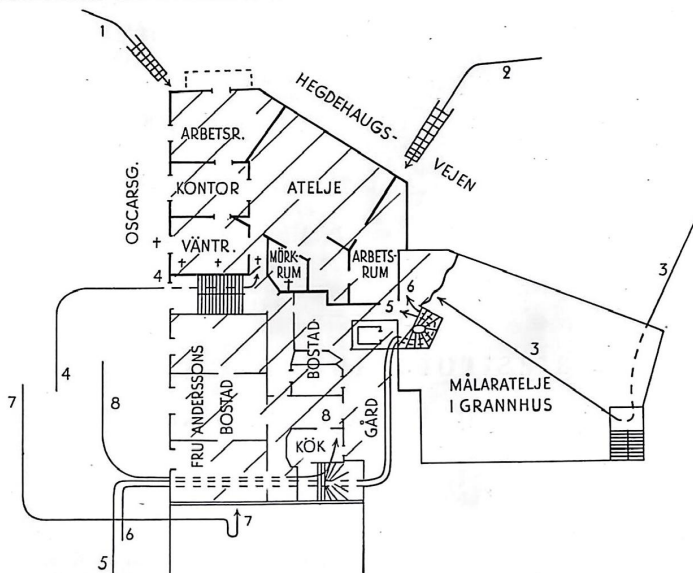 1
2
HEGDEHAUGS-
VEJEN
ARBETSR.
OSCARSG.
KONTOR
ATELJE
VÄNTR.
MÖRK-
RUM
ARBETS-
RUM
3
4
6
5
3
BOSTAD
MÅLARATELJE
I GRANNHUS
4
7
8
FRU ANDERSSONS
BOSTAD
8
GÅRD
KÖK
7
6
5